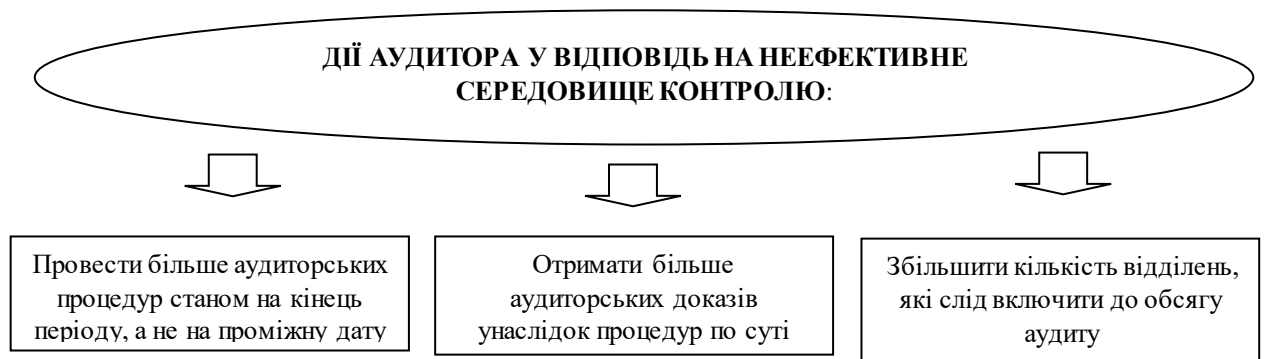 ДІЇ АУДИТОРА У ВІДПОВІДЬ НА НЕЕФЕКТИВНЕ
СЕРЕДОВИЩЕ КОНТРОЛЮ:
Провести більше аудиторських
процедур станом на кінець
періоду, а не на проміжну дату
Отримати більше
аудиторських доказів
унаслідок процедур по суті
Збільшити кількість відділень,
які слід включити до обсягу
аудиту